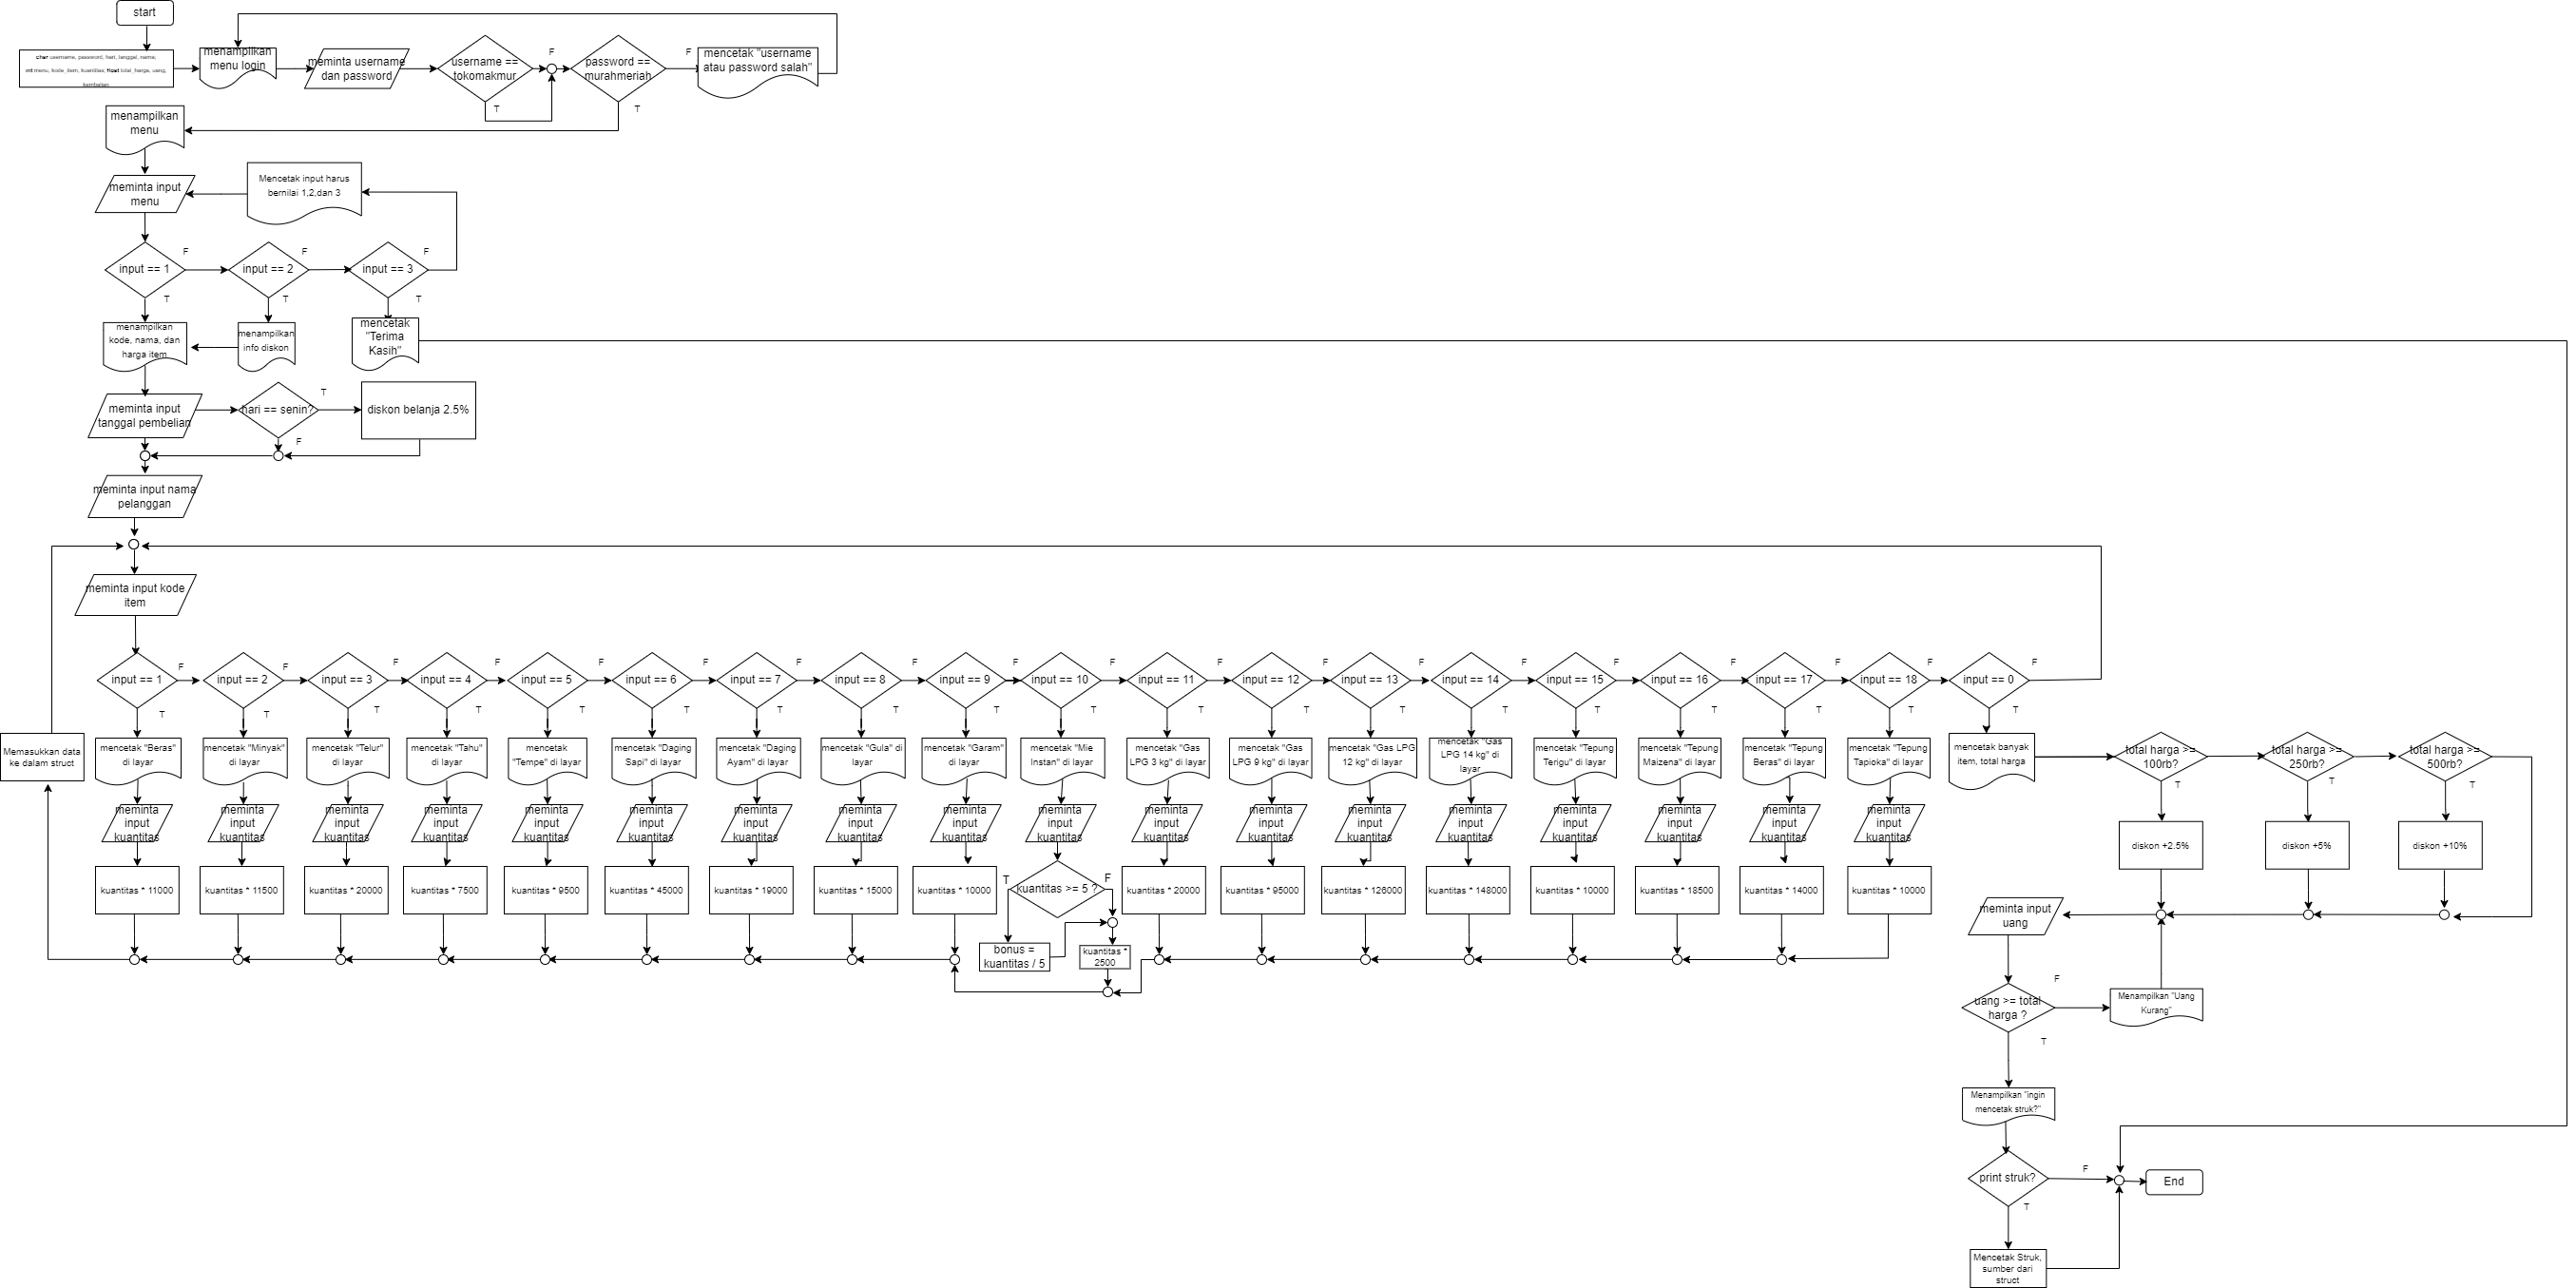 start
char username, password, hari, tanggal, nama;
int menu, kode_item, kuantitas; float total_harga, uang,
kembalian
menampilkan
menu login
meminta username
dan password
username ==
tokomakmur
F
T
password ==
murahmeriah
F
T
mencetak "username
atau password salah"
menampilkan
menu
meminta input
menu
Mencetak input harus
bernilai 1,2,dan 3
input == 1
F
T
input == 2
F
T
input == 3
F
T
menampilkan
kode, nama, dan
harga item
menampilkan
info diskon
mencetak
"Terima
Kasih"
meminta input
tanggal pembelian
hari == senin?
T
F
diskon belanja 2.5%
meminta input nama
pelanggan
meminta input kode
item
input == 1
F
T
input == 2
F
T
input == 3
F
T
input == 4
F
T
input == 5
F
T
input == 6
F
T
input == 7
F
T
input == 8
F
T
input == 9
F
T
input == 10
F
T
input == 11
F
T
input == 12
F
T
input == 13
F
T
input == 14
F
T
input == 15
F
T
input == 16
F
T
input == 17
F
T
input == 18
F
T
input == 0
F
T
Memasukkan data
ke dalam struct
mencetak "Beras"
di layar
mencetak "Minyak"
di layar
mencetak "Telur"
di layar
mencetak "Tahu"
di layar
mencetak
"Tempe" di layar
mencetak "Daging
Sapi" di layar
mencetak "Daging
Ayam" di layar
mencetak "Gula" di
layar
mencetak "Garam"
di layar
mencetak "Mie
Instan" di layar
mencetak "Gas
LPG 3 kg" di layar
mencetak "Gas
LPG 9 kg" di layar
mencetak "Gas LPG
12 kg" di layar
mencetak "Gas
LPG 14 kg" di
layar
mencetak "Tepung
Terigu" di layar
mencetak "Tepung
Maizena" di layar
mencetak "Tepung
Beras" di layar
mencetak "Tepung
Tapioka" di layar
mencetak banyak
item, total harga
total harga >=
100rb?
T
total harga >=
250rb?
T
total harga >=
500rb?
T
meminta
input
kuantitas
meminta
input
kuantitas
meminta
input
kuantitas
meminta
input
kuantitas
meminta
input
kuantitas
meminta
input
kuantitas
meminta
input
kuantitas
meminta
input
kuantitas
meminta
input
kuantitas
meminta
input
kuantitas
meminta
input
kuantitas
meminta
input
kuantitas
meminta
input
kuantitas
meminta
input
kuantitas
meminta
input
kuantitas
meminta
input
kuantitas
meminta
input
kuantitas
meminta
input
kuantitas
diskon +2.5%
diskon +5%
diskon +10%
kuantitas * 11000
kuantitas * 11500
kuantitas * 20000
kuantitas * 7500
kuantitas * 9500
kuantitas * 45000
kuantitas * 19000
kuantitas * 15000
kuantitas * 10000
T
kuantitas >= 5 ?
F
kuantitas * 20000
kuantitas * 95000
kuantitas * 126000
kuantitas * 148000
kuantitas * 10000
kuantitas * 18500
kuantitas * 14000
kuantitas * 10000
bonus =
kuantitas / 5
kuantitas *
2500
meminta input
uang
uang >= total
harga ?
F
T
Menampilkan "Uang
Kurang"
Menampilkan "ingin
mencetak struk?"
print struk?
F
T
End
Mencetak Struk,
sumber dari
struct